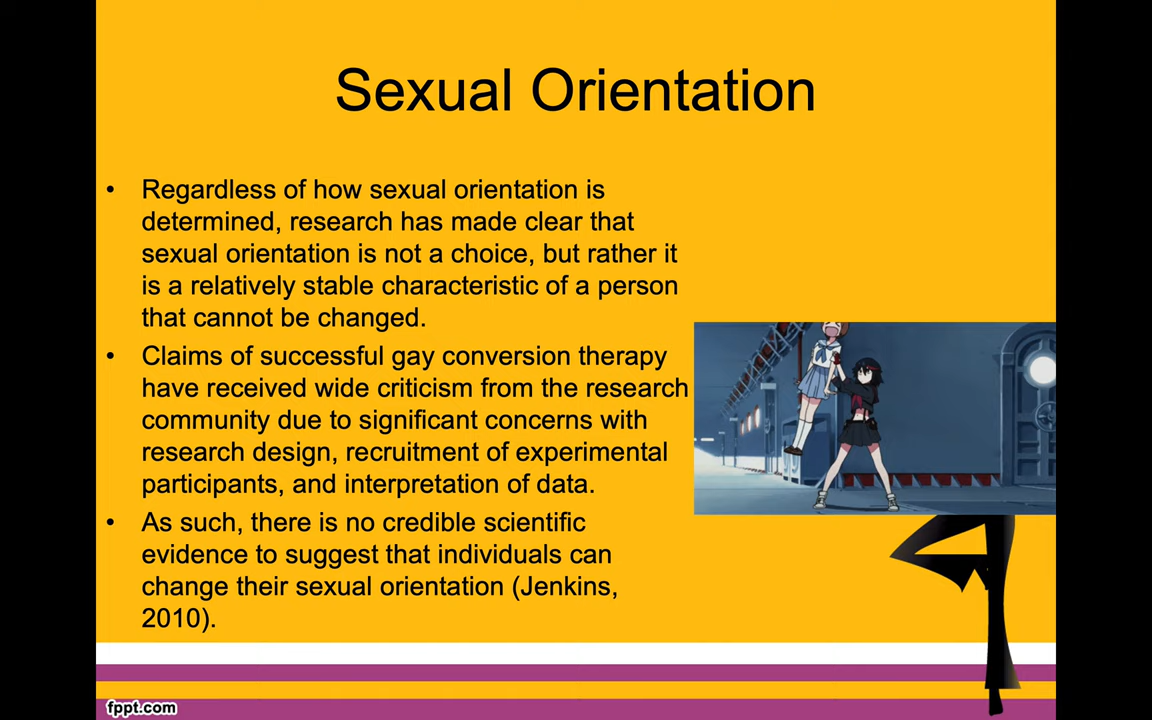 Sexual Orientation
• Regardless of how sexual orientation is
determined, research has made clear that
sexual orientation is not a choice, but rather it
is a relatively stable characteristic of a person
that cannot be changed.
• Claims of successful gay conversion therapy
have received wide criticism from the research
community due to significant concerns with
research design, recruitment of experimental
participants, and interpretation of data.
• As such, there is no credible scientific
evidence to suggest that individuals can
change their sexual orientation (Jenkins,
2010).
fppt.com